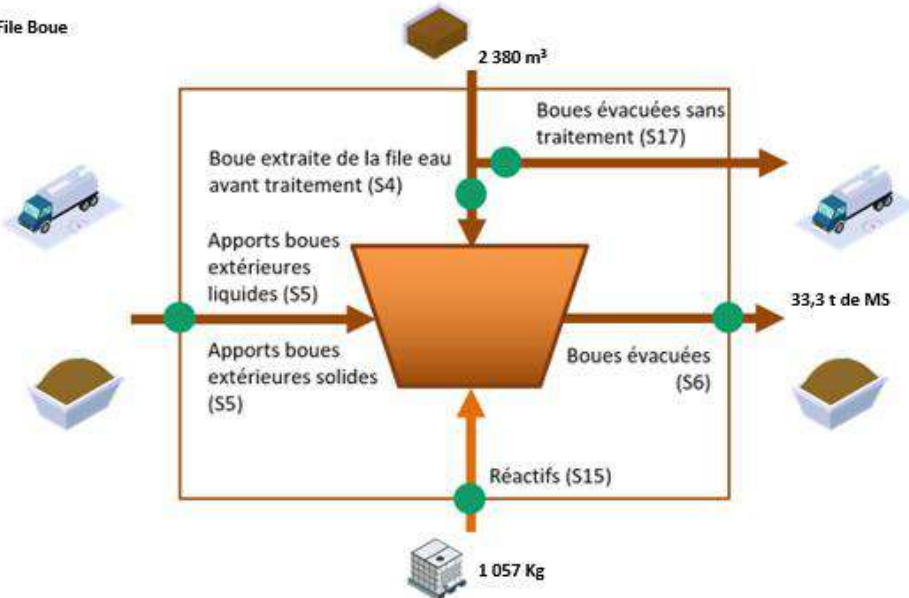 File Boue
2 380 m³
Boues évacuées sans
traitement (S17)
Boue extraite de la file eau
avant traitement (S4)
Apports boues
extérieures
liquides (S5)
33,3 t de MS
Apports boues
extérieures solides
(S5)
Boues évacuées
(S6)
Réactifs (S15)
1 057 Kg